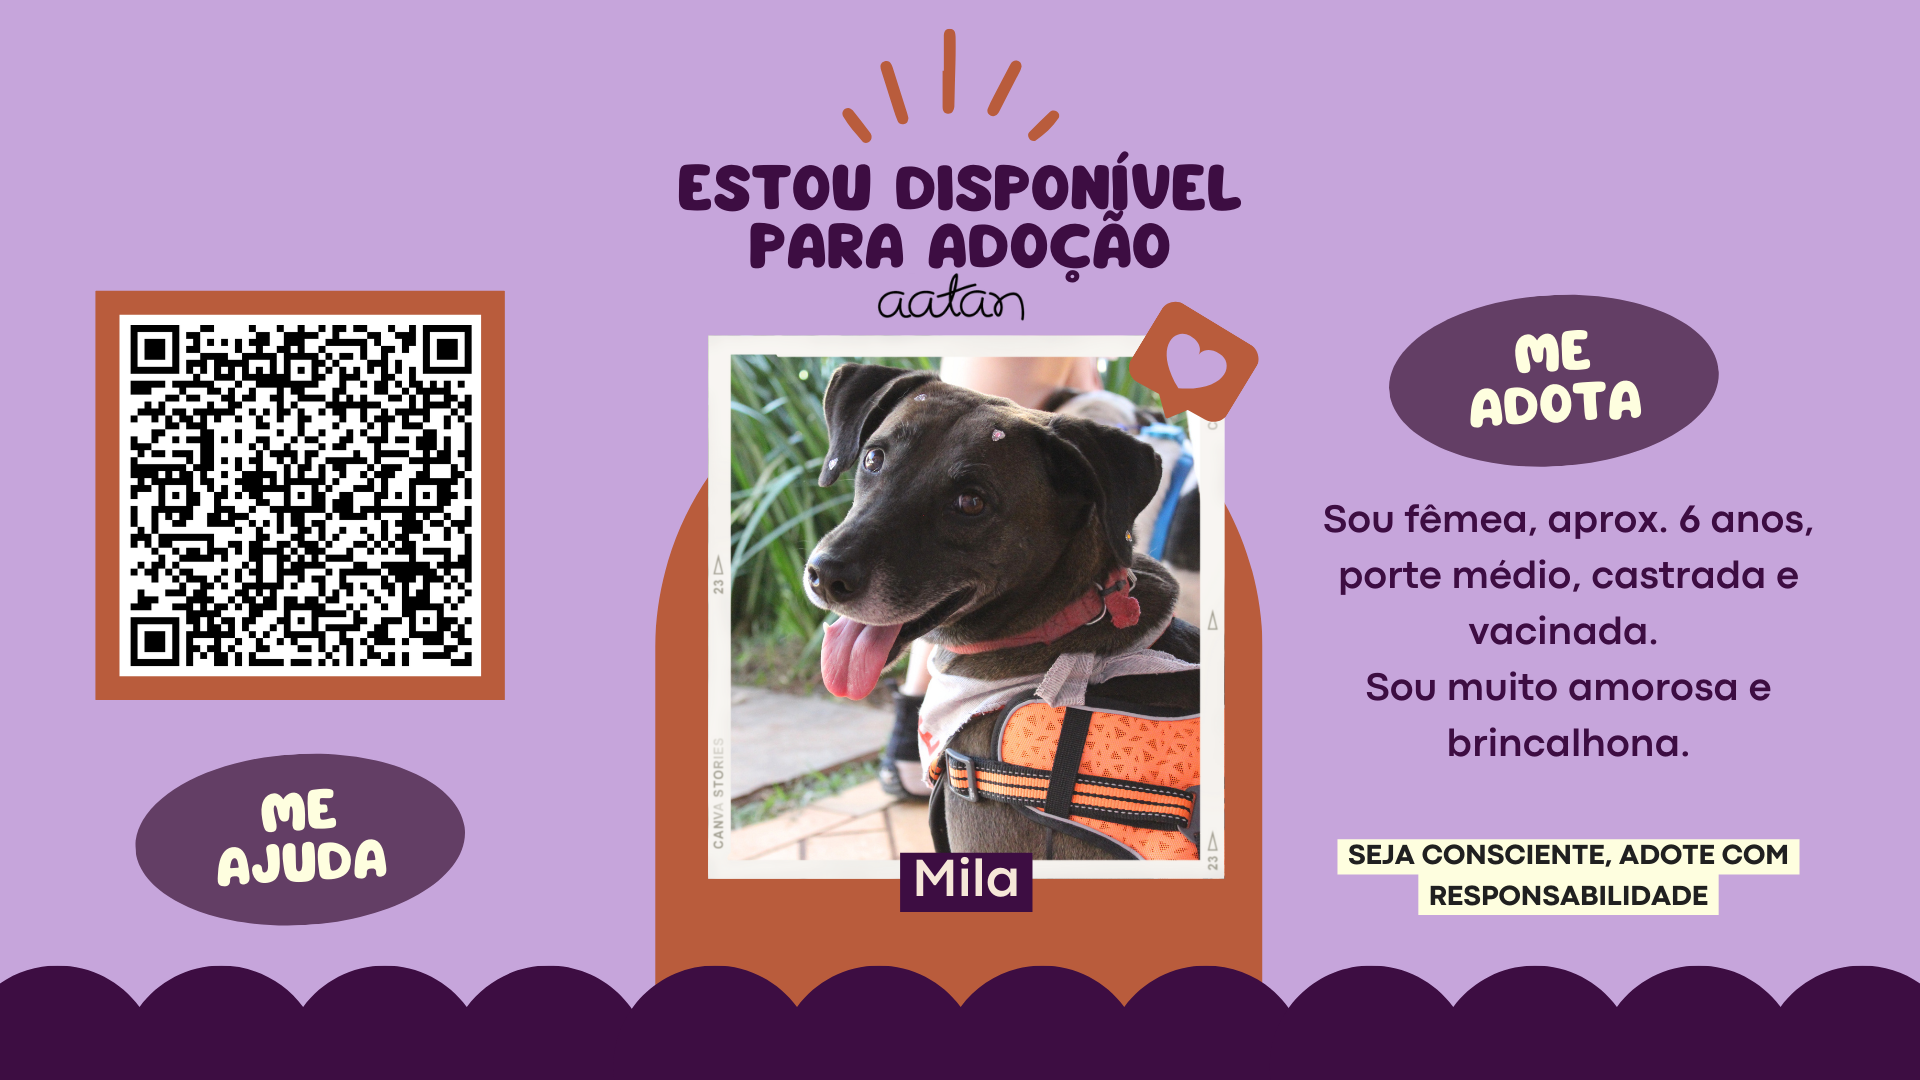 ESTOU DISPONÍVEL
PARA ADOÇÃO
aatan
ME
AJUDA
23
CANVA STORIES
23
Mila
ME
ADOTA
Sou fêmea, aprox. 6 anos,
porte médio, castrada e
vacinada.
Sou muito amorosa e
brincalhona.
SEJA CONSCIENTE, ADOTE COM
RESPONSABILIDADE